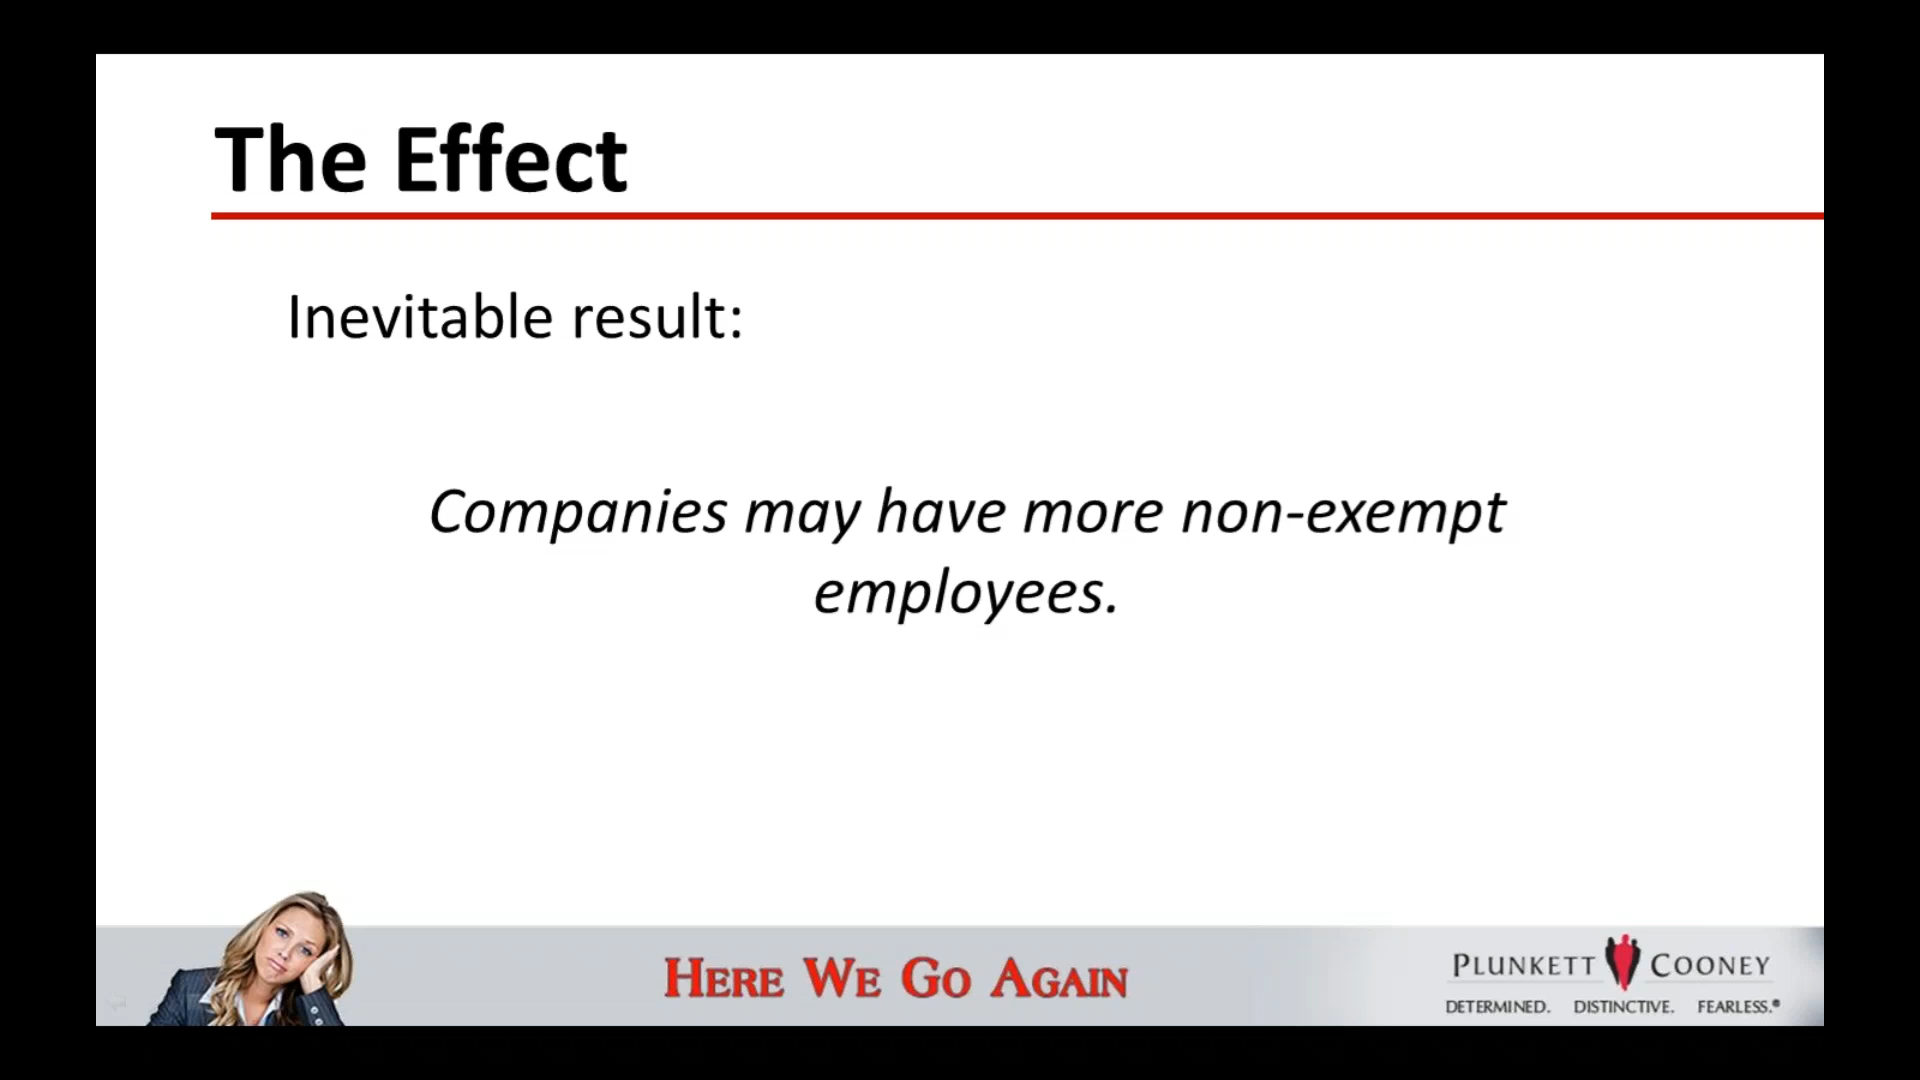 The Effect
Inevitable result:
Companies may have more non-exempt
employees.
HERE WE GO AGAIN
PLUNKETT COONEY
DETERMINED. DISTINCTIVE. FEARLESS.®